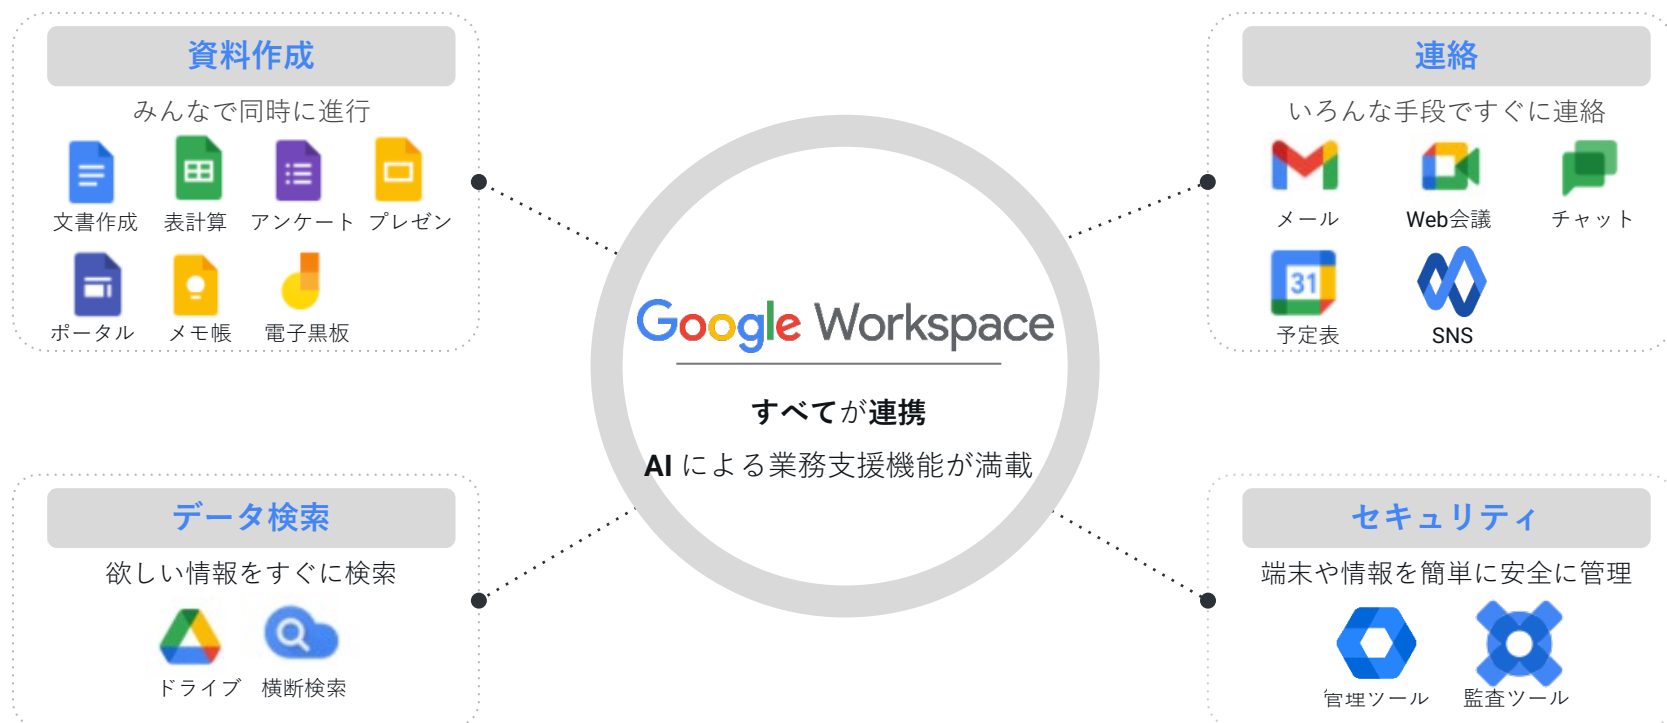 資料作成
みんなで同時に進行
文書作成 表計算 アンケート プレゼン
ポータル メモ帳 電子黒板
連絡
いろんな手段ですぐに連絡
メール Web会議 チャット
31
予定表 SNS
Google Workspace
すべてが連携
AI による業務支援機能が満載
データ検索
欲しい情報をすぐに検索
ドライブ 横断検索
セキュリティ
端末や情報を簡単に安全に管理
管理ツール 監査ツール